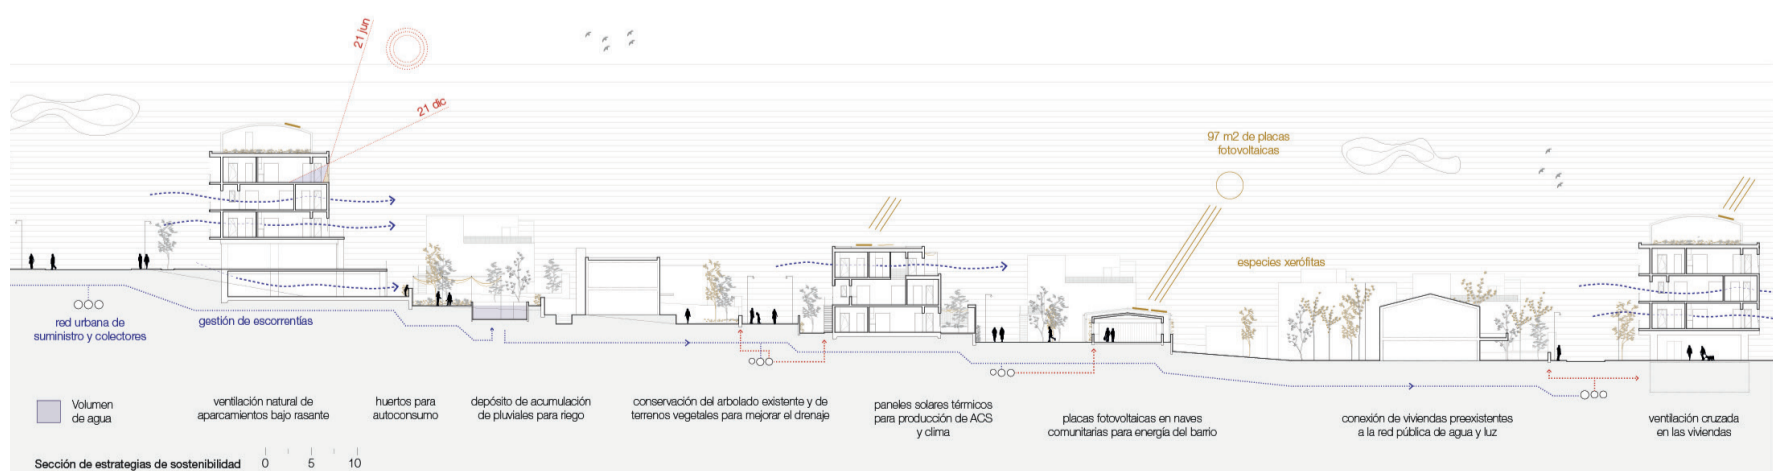 21 jun
21 dic
97 m2 de placas
fotovoltaicas
especies xerófitas
red urbana de
suministro y colectores
gestión de escorrentías
Volumen
de agua
ventilación natural de
aparcamientos bajo rasante
huertos para
autoconsumo
depósito de acumulación
de pluviales para riego
conservación del arbolado existente y de
terrenos vegetales para mejorar el drenaje
paneles solares térmicos
para producción de ACS
y clima
placas fotovoltaicas en naves
comunitarias para energía del barrio
conexión de viviendas preexistentes
a la red pública de agua y luz
ventilación cruzada
en las viviendas
Sección de estrategias de sostenibilidad
0 5 10